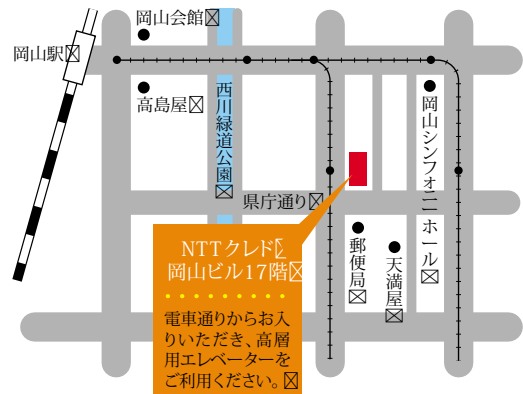 岡山会館
岡山駅
高島屋
西川緑道公園
県庁通り
岡山シンフォニーホール
郵便局
天満屋
NTTクレド
岡山ビル17階
電車通りからお入
りいただき、高層
用エレベーターを
ご利用ください。